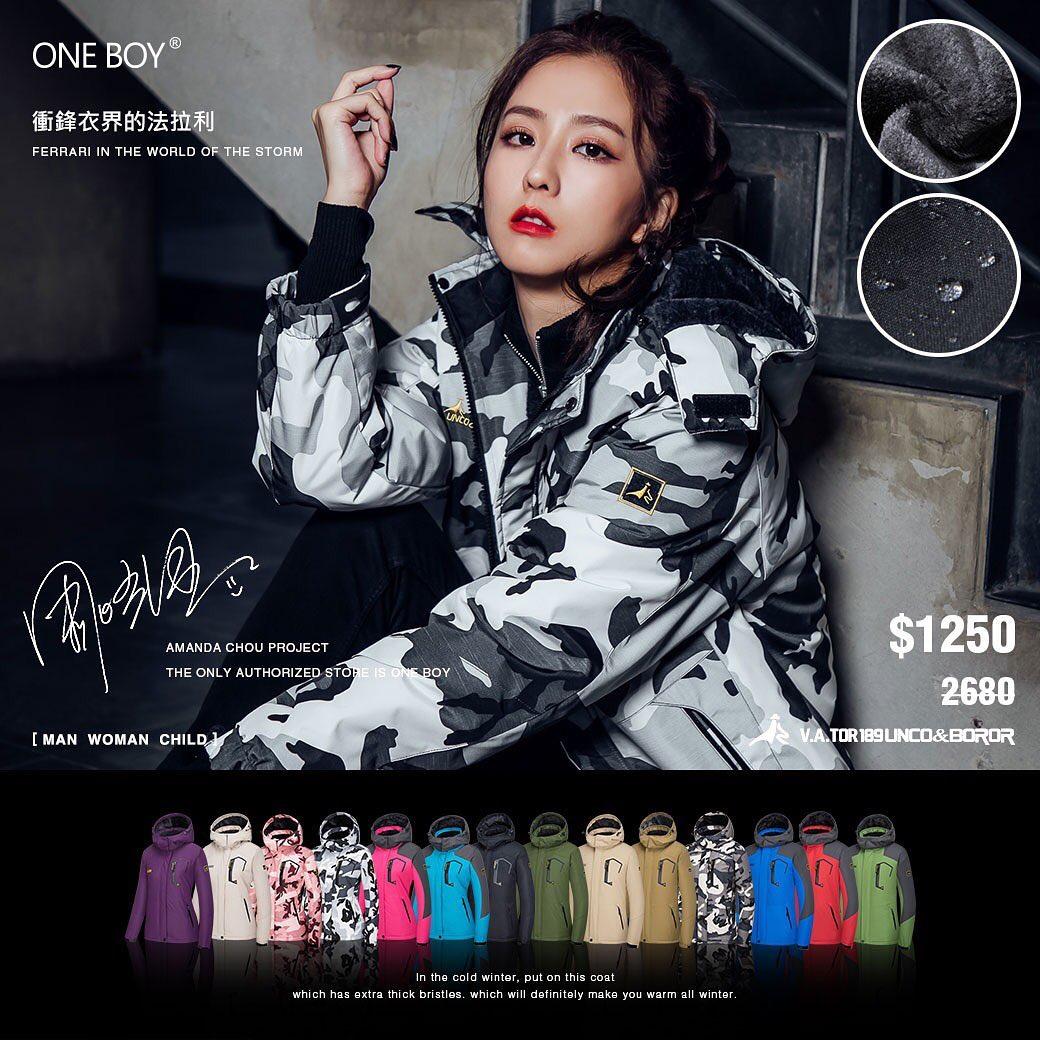 ONE BOY®
衝鋒衣界的法拉利
FERRARI IN THE WORLD OF THE STORM
UNCO
AMANDA CHOU PROJECT
THE ONLY AUTHORIZED STORE IS ONE BOY
$1250
2680
[ MAN WOMAN CHILD ]
V.A.TOR189 UNCO&BOROR
In the cold winter, put on this coat
which has extra thick bristles. which will definitely make you warm all winter.